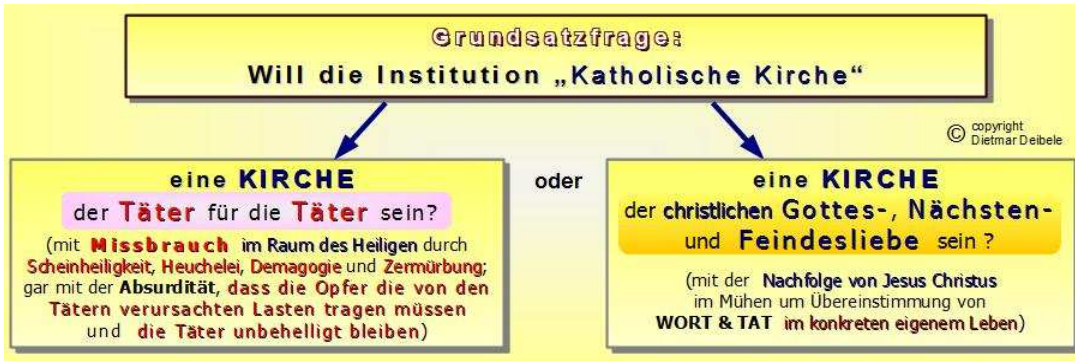 Grundsatzfrage:
Will die Institution „Katholische Kirche“
© copyright
Dietmar Deibele
eine KIRCHE
der Täter für die Täter sein?
(mit Missbrauch im Raum des Heiligen durch
Scheinheiligkeit, Heuchelei, Demagogie und Zermürbung;
gar mit der Absurdität, dass die Opfer die von den
Tätern verursachten Lasten tragen müssen
und die Täter unbehelligt bleiben)
oder
eine KIRCHE
der christlichen Gottes-, Nächsten-
und Feindesliebe sein ?
(mit der Nachfolge von Jesus Christus
im Mühen um Übereinstimmung von
WORT & TAT im konkreten eigenem Leben)